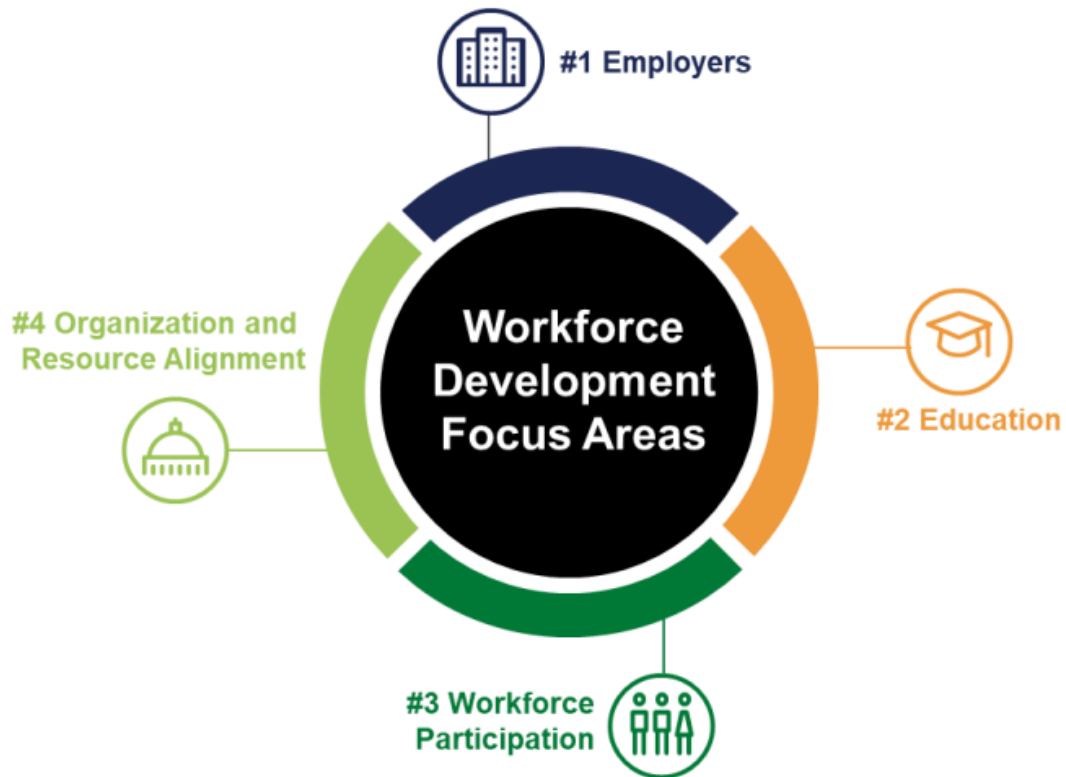 #1 Employers
Workforce
Development
Focus Areas
#2 Education
#3 Workforce
Participation
#4 Organization and
Resource Alignment